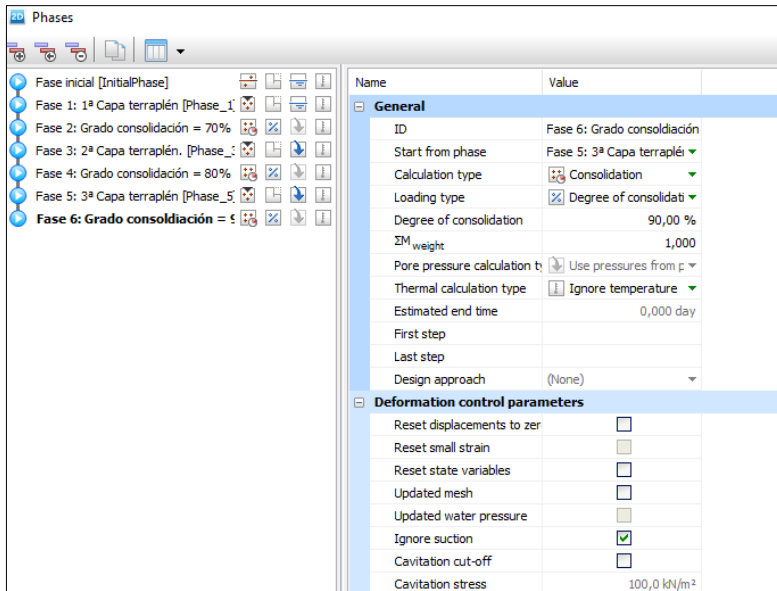 2D Phases
Fase inicial [InitialPhase]
Fase 1: 1ª Capa terraplén [Phase_1]
Fase 2: Grado consolidación = 70%
Fase 3: 2ª Capa terraplén. [Phase_3
Fase 4: Grado consolidación = 80%
Fase 5: 3ª Capa terraplén [Phase_5]
Fase 6: Grado consoldiación = 9
Name Value
General
ID Fase 6: Grado consoldiación
Start from phase Fase 5: 3ª Capa terraplér
Calculation type Consolidation
Loading type Degree of consolidati
Degree of consolidation 90,00 %
ΣM weight 1,000
Pore pressure calculation ty Use pressures from p
Thermal calculation type Ignore temperature
Estimated end time 0,000 day
First step
Last step
Design approach (None)
Deformation control parameters
Reset displacements to zer
Reset small strain
Reset state variables
Updated mesh
Updated water pressure
Ignore suction
Cavitation cut-off
Cavitation stress 100,0 kN/m²